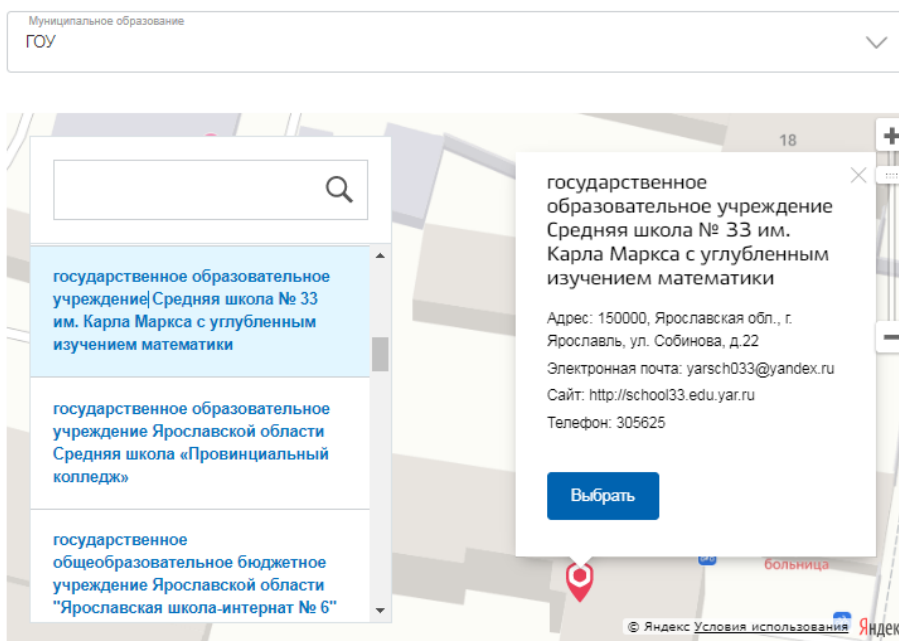 Муниципальное образование
ГОУ
18
государственное образовательное
учреждение Средняя школа № 33
им. Карла Маркса с углубленным
изучением математики
государственное образовательное
учреждение Ярославской области
Средняя школа «Провинциальный
колледж»
государственное
общеобразовательное бюджетное
учреждение Ярославской области
"Ярославская школа-интернат № 6"
государственное
образовательное учреждение
Средняя школа № 33 им.
Карла Маркса с углубленным
изучением математики
Адрес: 150000, Ярославская обл., г.
Ярославль, ул. Собинова, д.22
Электронная почта: yarsch033@yandex.ru
Сайт: http://school33.edu.yar.ru
Телефон: 305625
Выбрать
больница
© Яндекс Условия использования Яндек